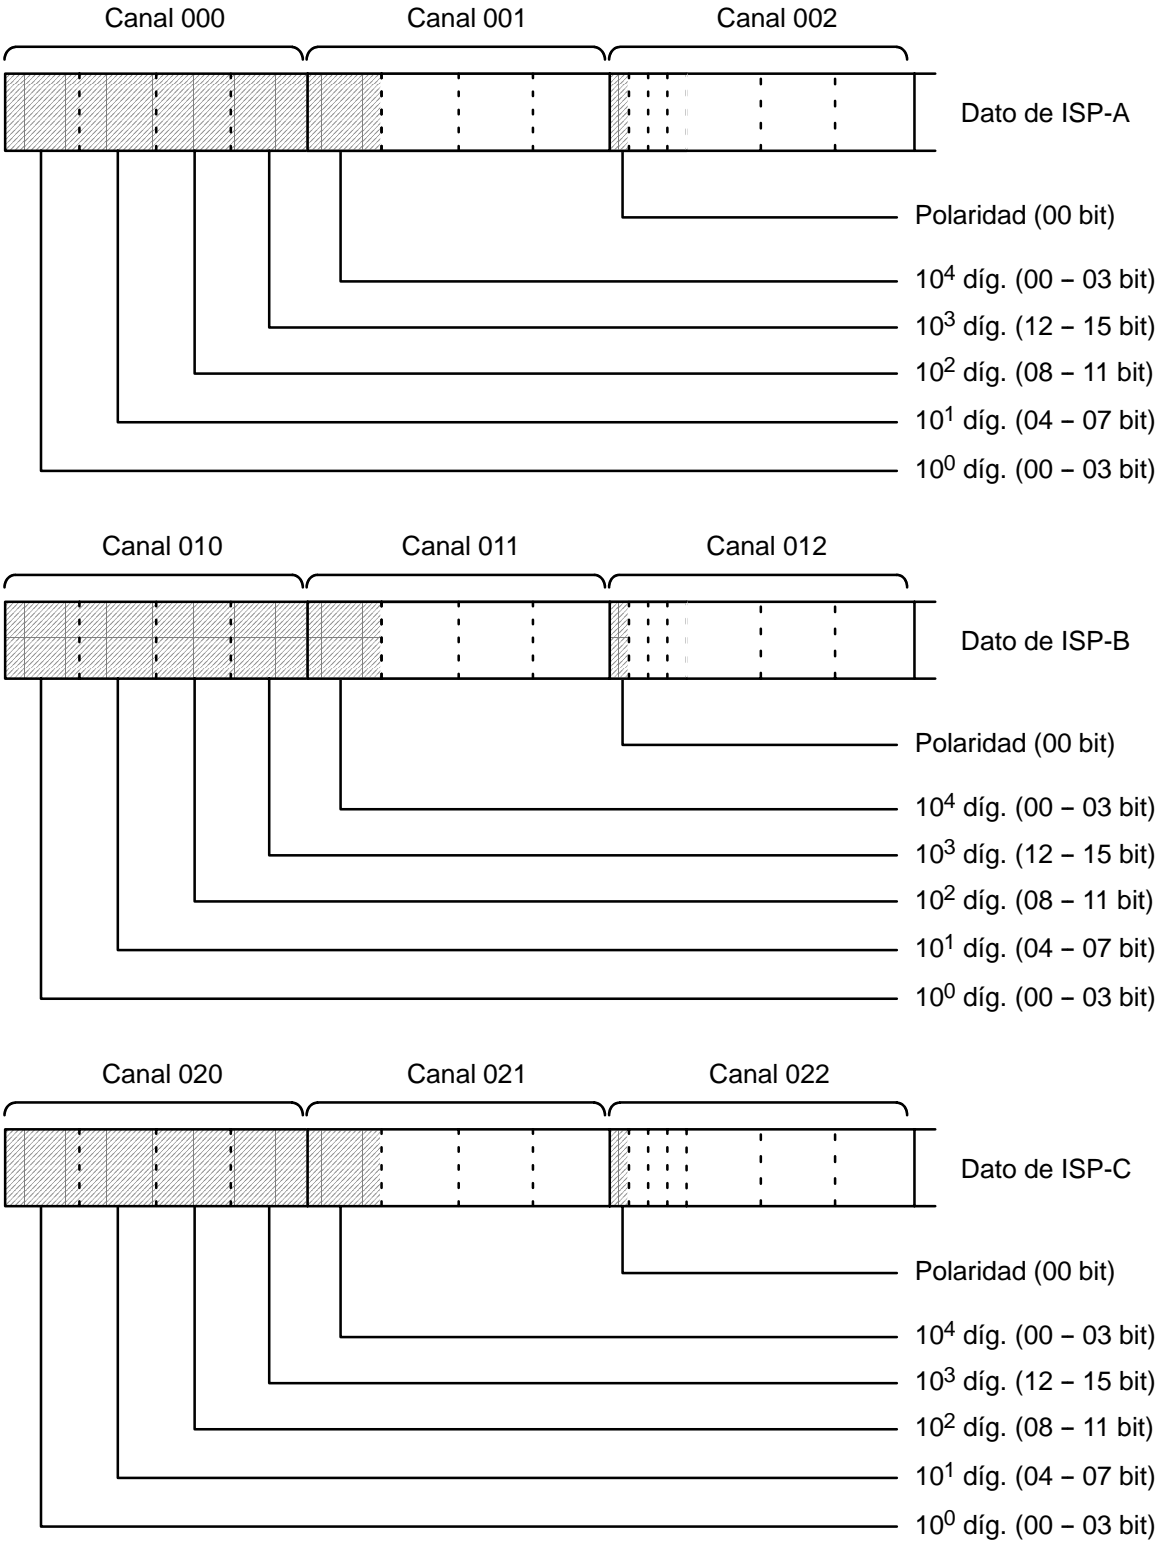 Canal 000 Canal 001 Canal 002
Dato de ISP-A
Polaridad (00 bit)
10⁴ díg. (00 – 03 bit)
10³ díg. (12 – 15 bit)
10² díg. (08 – 11 bit)
10¹ díg. (04 – 07 bit)
10⁰ díg. (00 – 03 bit)
Canal 010 Canal 011 Canal 012
Dato de ISP-B
Polaridad (00 bit)
10⁴ díg. (00 – 03 bit)
10³ díg. (12 – 15 bit)
10² díg. (08 – 11 bit)
10¹ díg. (04 – 07 bit)
10⁰ díg. (00 – 03 bit)
Canal 020 Canal 021 Canal 022
Dato de ISP-C
Polaridad (00 bit)
10⁴ díg. (00 – 03 bit)
10³ díg. (12 – 15 bit)
10² díg. (08 – 11 bit)
10¹ díg. (04 – 07 bit)
10⁰ díg. (00 – 03 bit)